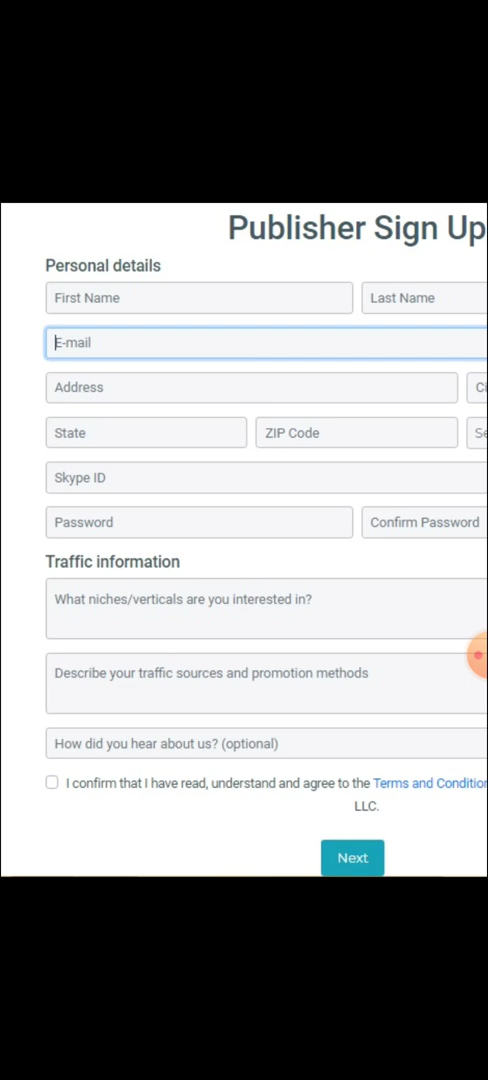 Publisher Sign Up
Personal details
First Name Last Name
E-mail
Address Ci
State ZIP Code Se
Skype ID
Password Confirm Password
Traffic information
What niches/verticals are you interested in?
Describe your traffic sources and promotion methods
How did you hear about us? (optional)
I confirm that I have read, understand and agree to the Terms and Condition
LLC.
Next